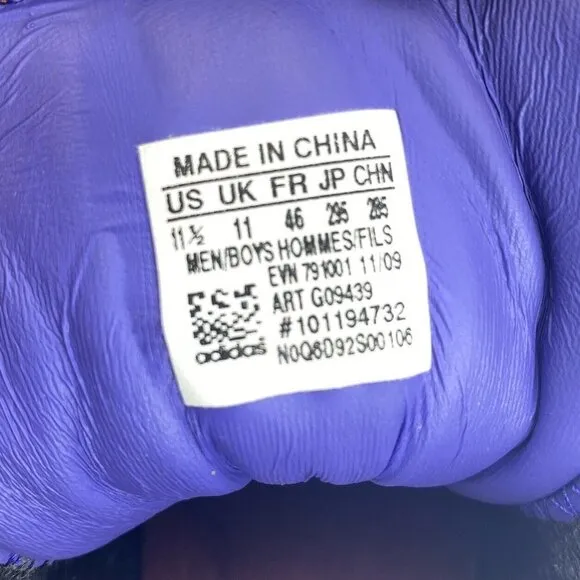 MADE IN CHINA
US UK FR JP CHN
11½ 11 46 295 285
MEN/BOYS HOMMES/FILS
EVN 791001 11/09
ART G09439
#101194732
adidas N0Q6D92S00106